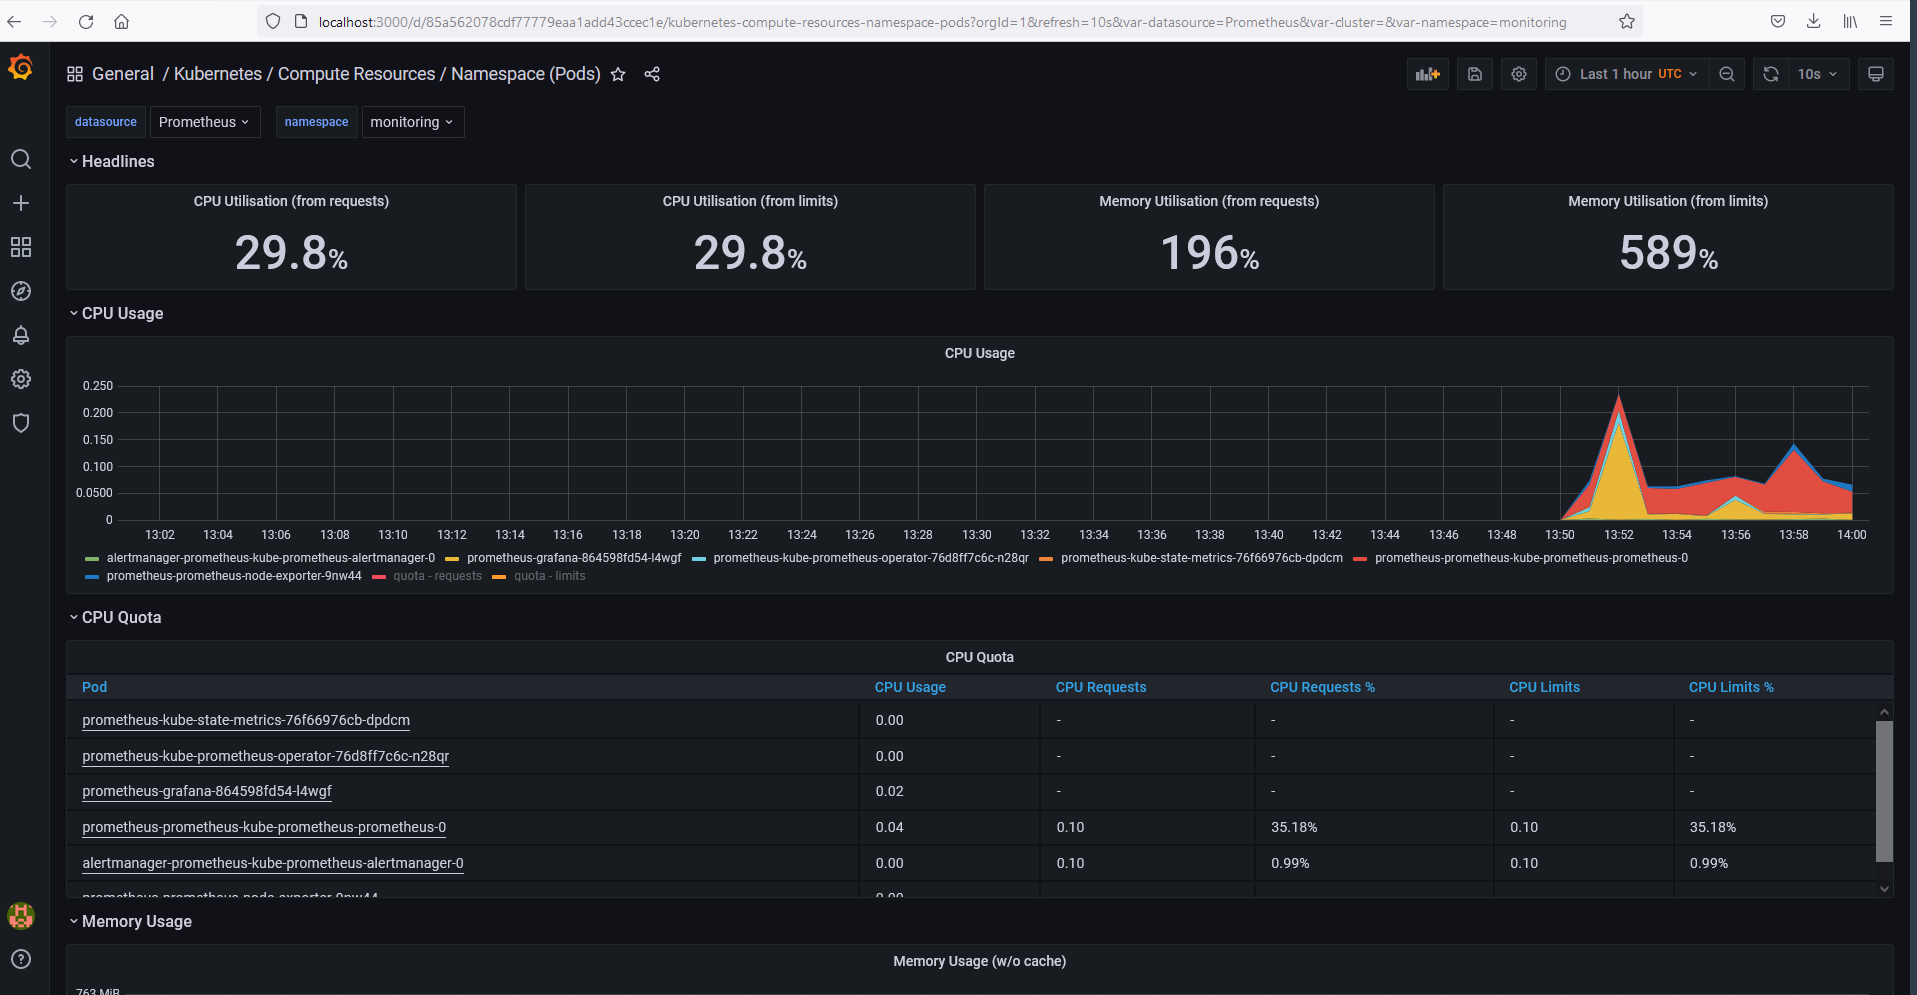 localhost:3000/d/85a562078cdf77779eaa1add43ccec1e/kubernetes-compute-resources-namespace-pods?orgId=1&refresh=10s&var-datasource=Prometheus&var-cluster=&var-namespace=monitoring
General / Kubernetes / Compute Resources / Namespace (Pods)
Last 1 hour UTC
10s
datasource Prometheus namespace monitoring
Headlines
CPU Utilisation (from requests)
29.8%
CPU Utilisation (from limits)
29.8%
Memory Utilisation (from requests)
196%
Memory Utilisation (from limits)
589%
CPU Usage
CPU Usage
0.250
0.200
0.150
0.100
0.0500
0
13:02 13:04 13:06 13:08 13:10 13:12 13:14 13:16 13:18 13:20 13:22 13:24 13:26 13:28 13:30 13:32 13:34 13:36 13:38 13:40 13:42 13:44 13:46 13:48 13:50 13:52 13:54 13:56 13:58 14:00
alertmanager-prometheus-kube-prometheus-alertmanager-0 prometheus-grafana-864598fd54-l4wgf prometheus-kube-prometheus-operator-76d8ff7c6c-n28qr prometheus-kube-state-metrics-76f66976cb-dpdcm prometheus-prometheus-kube-prometheus-prometheus-0
prometheus-prometheus-node-exporter-9nw44 quota - requests quota - limits
CPU Quota
CPU Quota
Pod CPU Usage CPU Requests CPU Requests % CPU Limits CPU Limits %
prometheus-kube-state-metrics-76f66976cb-dpdcm 0.00 - - - -
prometheus-kube-prometheus-operator-76d8ff7c6c-n28qr 0.00 - - - -
prometheus-grafana-864598fd54-l4wgf 0.02 - - - -
prometheus-prometheus-kube-prometheus-prometheus-0 0.04 0.10 35.18% 0.10 35.18%
alertmanager-prometheus-kube-prometheus-alertmanager-0 0.00 0.10 0.99% 0.10 0.99%
prometheus-prometheus-node-exporter-9nw44 0.00
Memory Usage
Memory Usage (w/o cache)
763 MiB